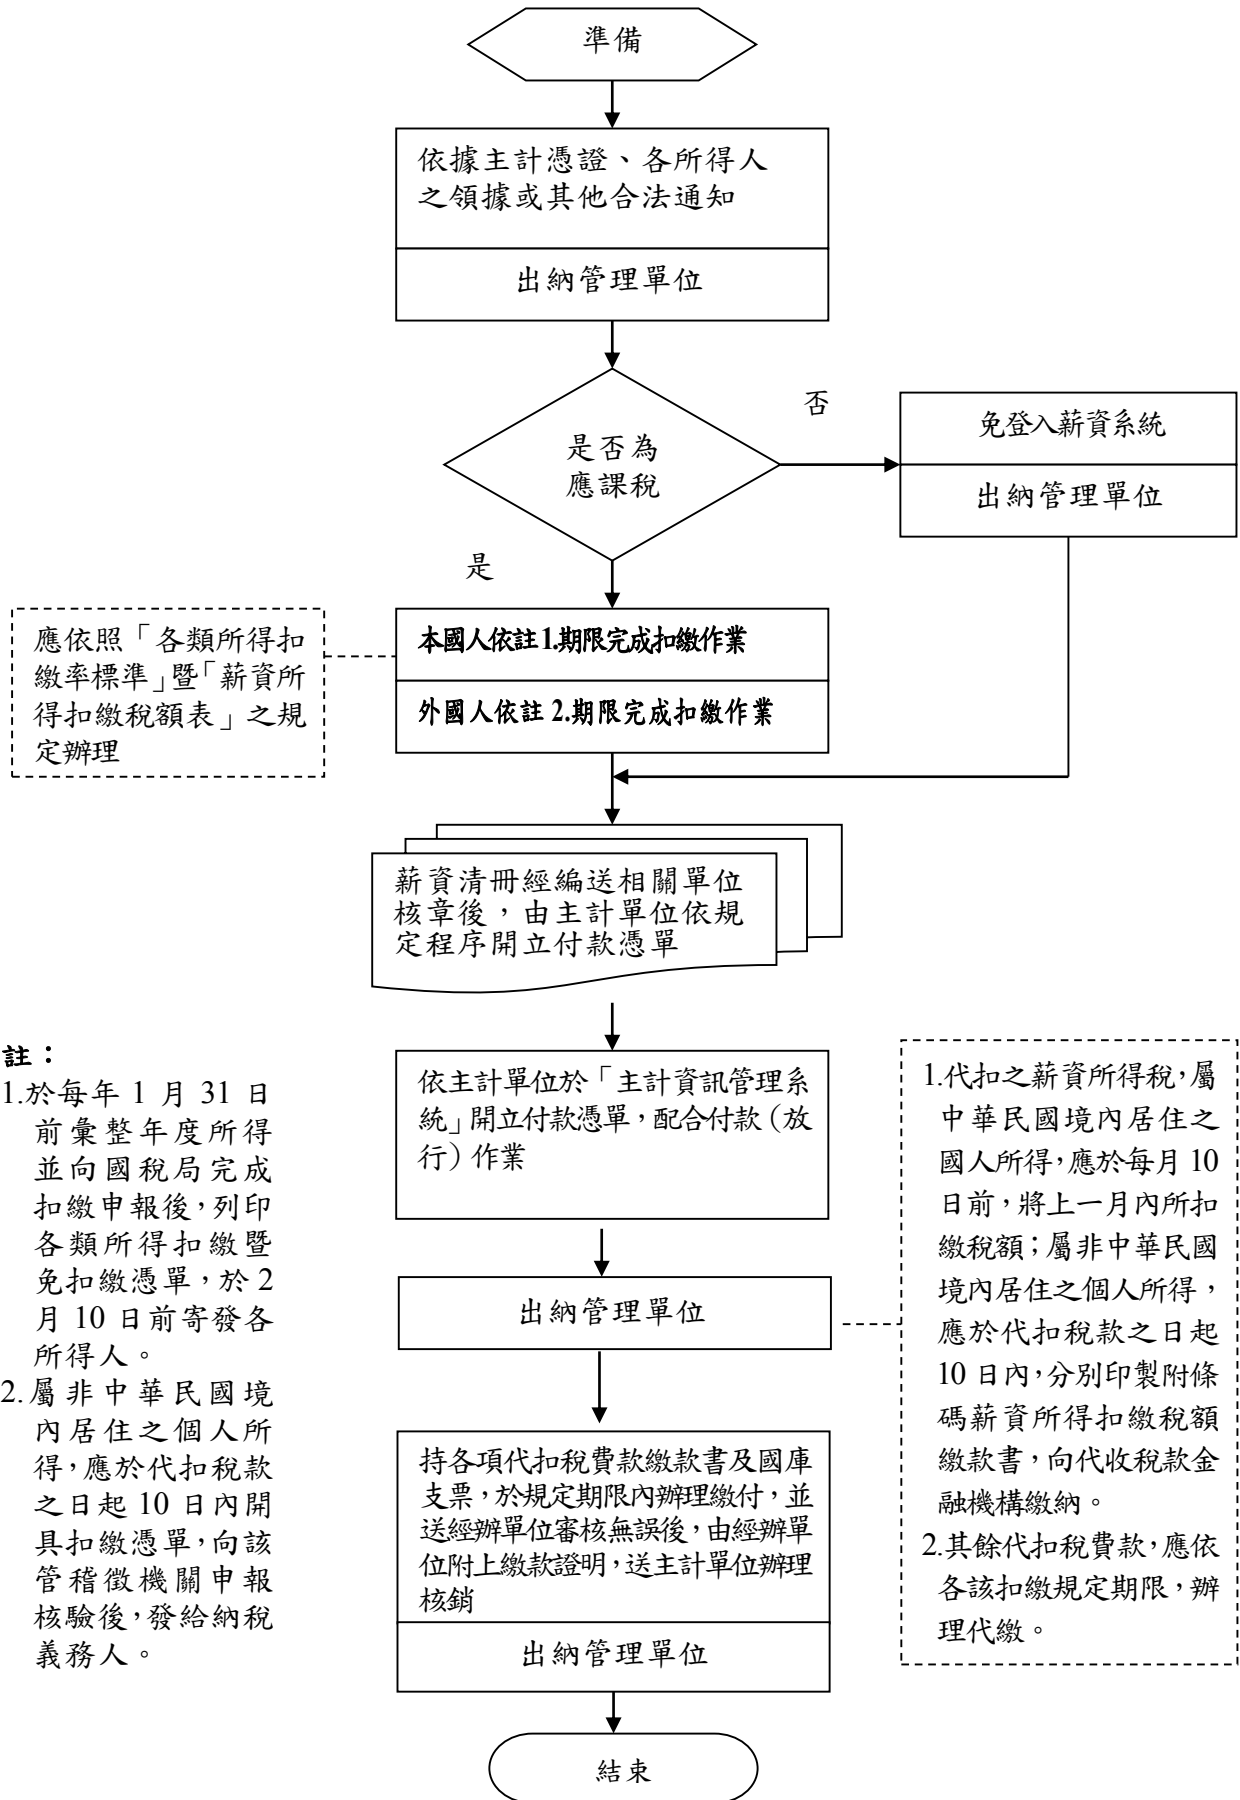 準備
依據主計憑證、各所得人
之領據或其他合法通知
出納管理單位
是否為
應課稅
否
免登入薪資系統
出納管理單位
是
應依照「各類所得扣
繳率標準」暨「薪資所
得扣繳稅額表」之規
定辦理
本國人依註1.期限完成扣繳作業
外國人依註 2.期限完成扣繳作業
薪資清冊經編送相關單位
核章後，由主計單位依規
定程序開立付款憑單
依主計單位於「主計資訊管理系
統」開立付款憑單，配合付款（放
行）作業
出納管理單位
持各項代扣稅費款繳款書及國庫
支票，於規定期限內辦理繳付，並
送經辦單位審核無誤後，由經辦單
位附上繳款證明，送主計單位辦理
核銷
出納管理單位
結束
註：
1.於每年 1 月 31 日
前彙整年度所得
並向國稅局完成
扣繳申報後，列印
各類所得扣繳暨
免扣繳憑單，於 2
月 10 日前寄發各
所得人。
2.屬非中華民國境
內居住之個人所
得，應於代扣稅款
之日起 10 日內開
具扣繳憑單，向該
管稽徵機關申報
核驗後，發給納稅
義務人。
1.代扣之薪資所得稅，屬
中華民國境內居住之
國人所得，應於每月 10
日前，將上一月內所扣
繳稅額；屬非中華民國
境內居住之個人所得，
應於代扣稅款之日起
10 日內，分別印製附條
碼薪資所得扣繳稅額
繳款書，向代收稅款金
融機構繳納。
2.其餘代扣稅費款，應依
各該扣繳規定期限，辦
理代繳。